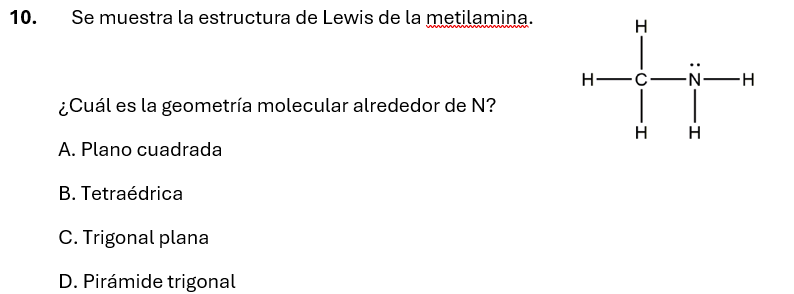 10. Se muestra la estructura de Lewis de la metilamina.
H
H C N H
H H
¿Cuál es la geometría molecular alrededor de N?
A. Plano cuadrada
B. Tetraédrica
C. Trigonal plana
D. Pirámide trigonal